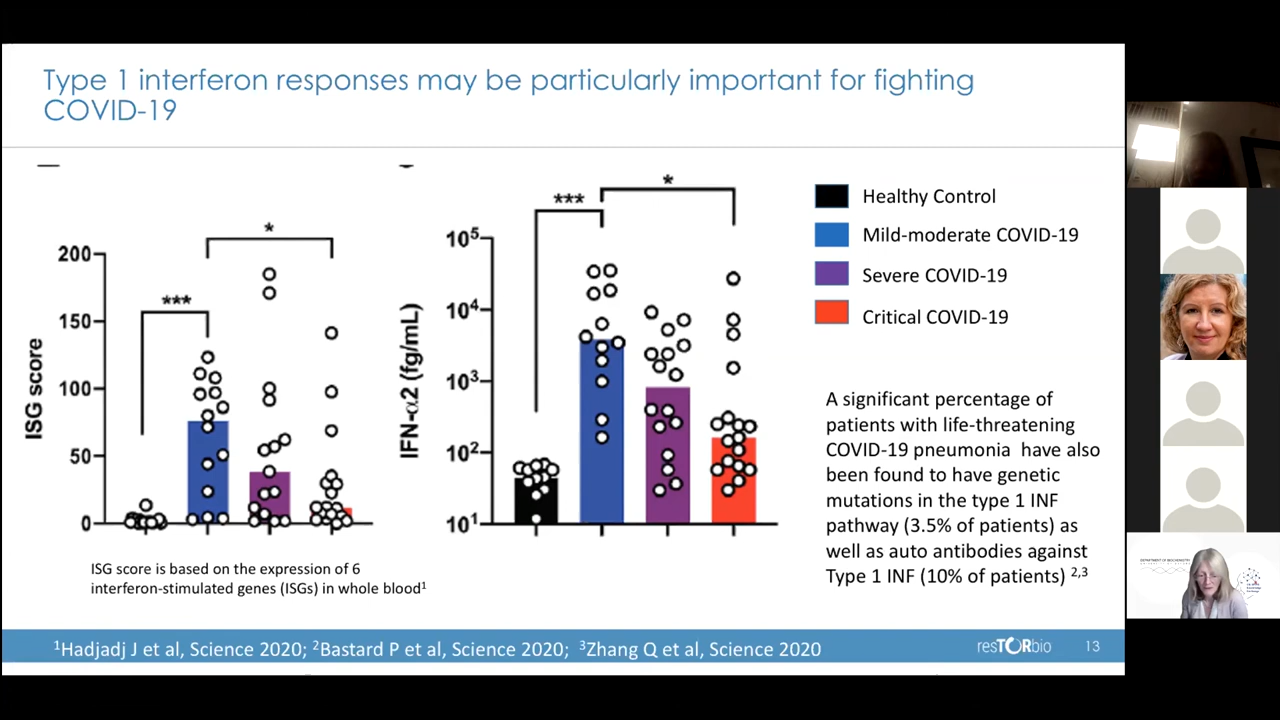 Type 1 interferon responses may be particularly important for fighting
COVID-19
ISG score
200
150
100
50
0
***
*
ISG score is based on the expression of 6
interferon-stimulated genes (ISGs) in whole blood¹
IFN-α2 (fg/mL)
10⁵
10⁴
10³
10²
10¹
***
*
Healthy Control
Mild-moderate COVID-19
Severe COVID-19
Critical COVID-19
A significant percentage of
patients with life-threatening
COVID-19 pneumonia have also
been found to have genetic
mutations in the type 1 INF
pathway (3.5% of patients) as
well as auto antibodies against
Type 1 INF (10% of patients) ²,³
¹Hadjadj J et al, Science 2020; ²Bastard P et al, Science 2020; ³Zhang Q et al, Science 2020
resTORbio
13
DEPARTMENT OF BIOCHEMISTRY